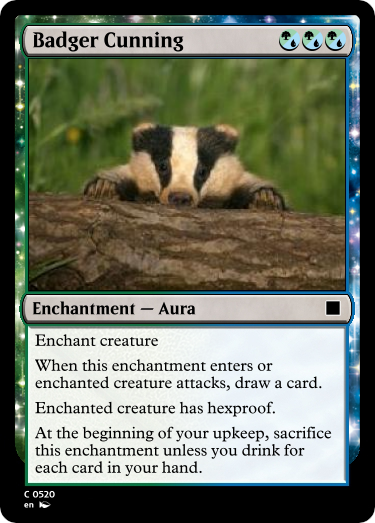 Badger Cunning
Enchantment — Aura
Enchant creature
When this enchantment enters or
enchanted creature attacks, draw a card.
Enchanted creature has hexproof.
At the beginning of your upkeep, sacrifice
this enchantment unless you drink for
each card in your hand.
C 0520
en